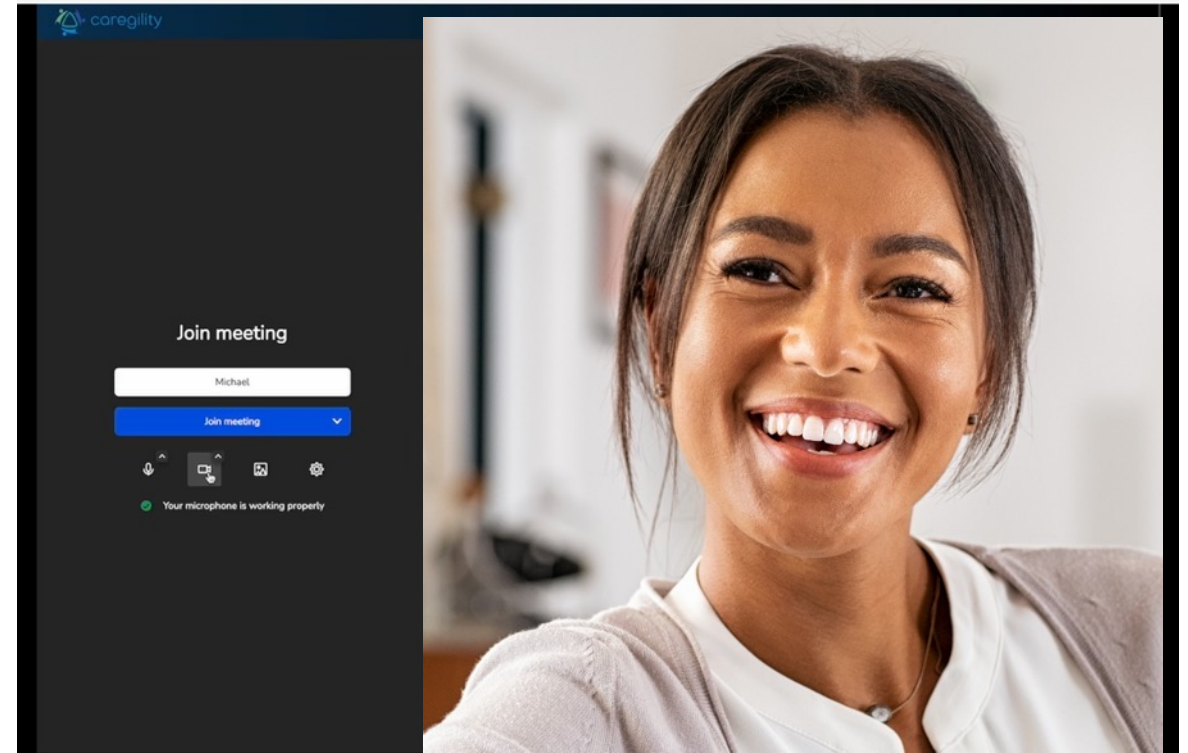 caregility
Join meeting
Michael
Join meeting
Your microphone is working properly